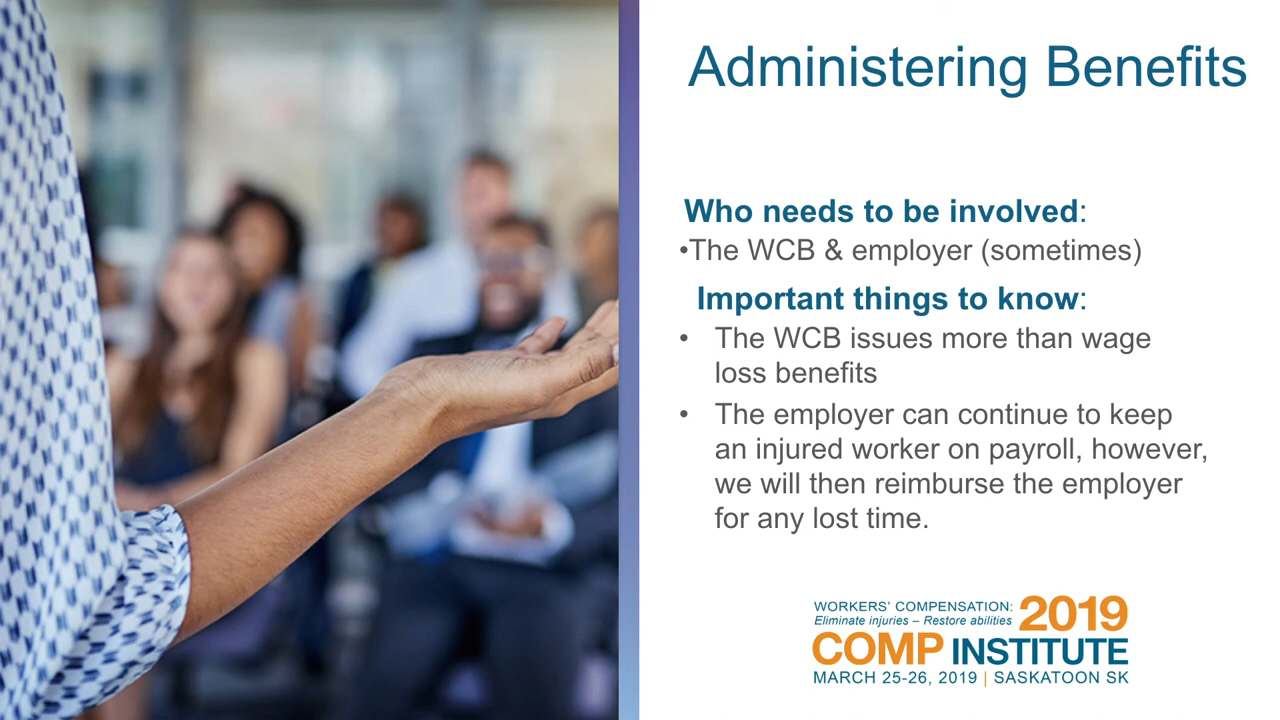 Administering Benefits
Who needs to be involved:
•The WCB & employer (sometimes)
Important things to know:
• The WCB issues more than wage
loss benefits
• The employer can continue to keep
an injured worker on payroll, however,
we will then reimburse the employer
for any lost time.
WORKERS' COMPENSATION: 2019
Eliminate injuries – Restore abilities
COMP INSTITUTE
MARCH 25-26, 2019 | SASKATOON SK